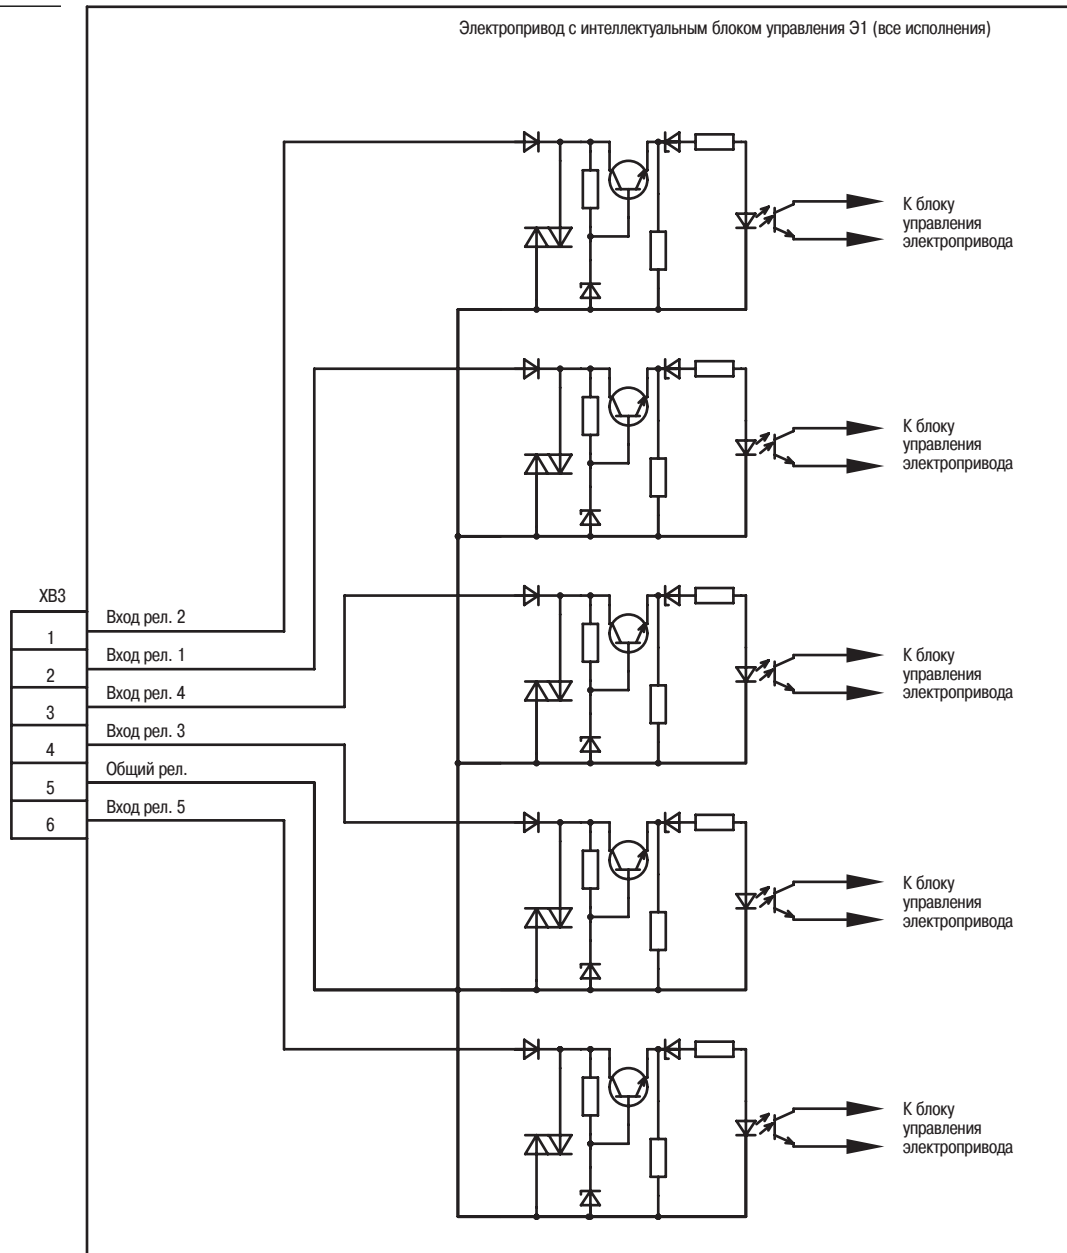 Электропривод с интеллектуальным блоком управления Э1 (все исполнения)
К блоку
управления
электропривода
К блоку
управления
электропривода
XB3
1 Вход рел. 2
2 Вход рел. 1
3 Вход рел. 4
4 Вход рел. 3
5 Общий рел.
6 Вход рел. 5
К блоку
управления
электропривода
К блоку
управления
электропривода
К блоку
управления
электропривода